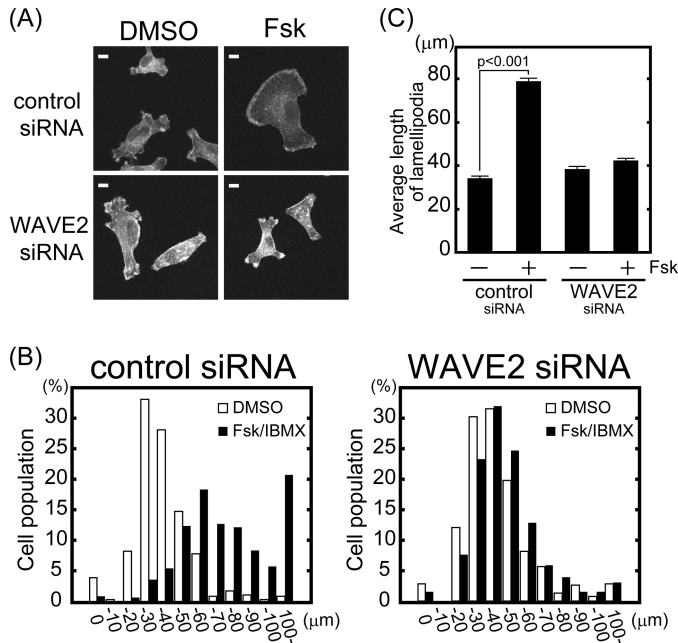 (A)
DMSO
Fsk
control
siRNA
WAVE2
siRNA
(C)
(μm)
p<0.001
80
60
40
20
0
Average length
of lamellipodia
− + − + Fsk
control
siRNA
WAVE2
siRNA
(B)
control siRNA
(%)
30
25
20
15
10
5
0
Cell population
DMSO
Fsk/IBMX
0 -10 -20 -30 -40 -50 -60 -70 -80 -90 -100 100- (μm)
WAVE2 siRNA
(%)
30
25
20
15
10
5
0
Cell population
DMSO
Fsk/IBMX
0 -10 -20 -30 -40 -50 -60 -70 -80 -90 -100 100- (μm)